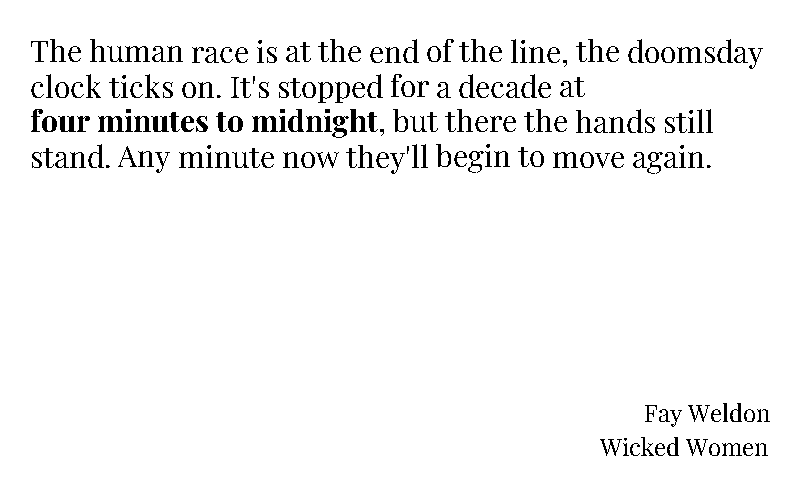 The human race is at the end of the line, the doomsday
clock ticks on. It's stopped for a decade at
four minutes to midnight, but there the hands still
stand. Any minute now they'll begin to move again.
Fay Weldon
Wicked Women